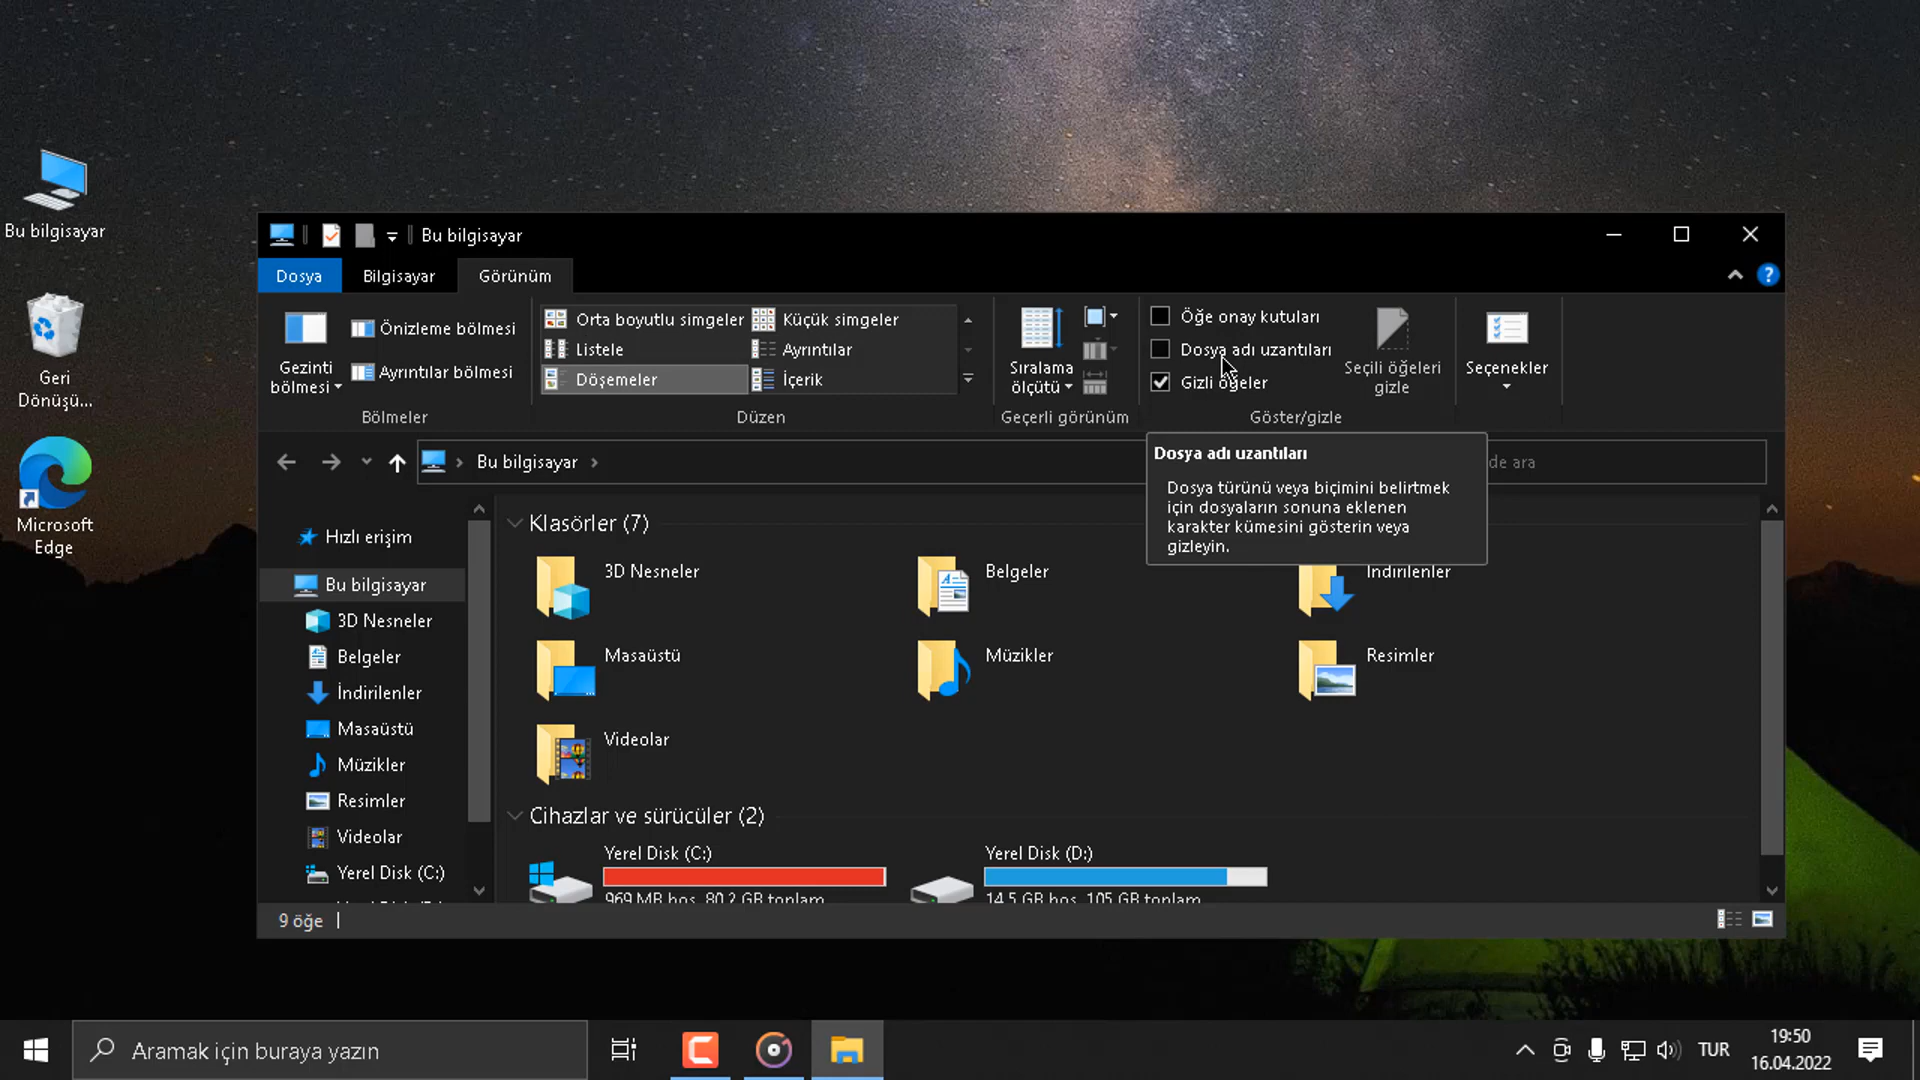 Bu bilgisayar
Geri
Dönüşü...
Microsoft
Edge
Bu bilgisayar
Dosya
Bilgisayar
Görünüm
Gezinti
bölmesi
Önizleme bölmesi
Ayrıntılar bölmesi
Bölmeler
Orta boyutlu simgeler
Küçük simgeler
Listele
Ayrıntılar
Döşemeler
İçerik
Düzen
Sıralama
ölçütü
Geçerli görünüm
Öğe onay kutuları
Dosya adı uzantıları
Gizli öğeler
Seçili öğeleri
gizle
Göster/gizle
Seçenekler
Bu bilgisayar
de ara
Dosya adı uzantıları
Dosya türünü veya biçimini belirtmek
için dosyaların sonuna eklenen
karakter kümesini gösterin veya
gizleyin.
Hızlı erişim
Bu bilgisayar
3D Nesneler
Belgeler
İndirilenler
Masaüstü
Müzikler
Resimler
Videolar
Yerel Disk (C:)
Klasörler (7)
3D Nesneler
Belgeler
İndirilenler
Masaüstü
Müzikler
Resimler
Videolar
Cihazlar ve sürücüler (2)
Yerel Disk (C:)
969 MB boş, 80,2 GB toplam
Yerel Disk (D:)
14,5 GB boş, 105 GB toplam
9 öğe
Aramak için buraya yazın
TUR
19:50
16.04.2022